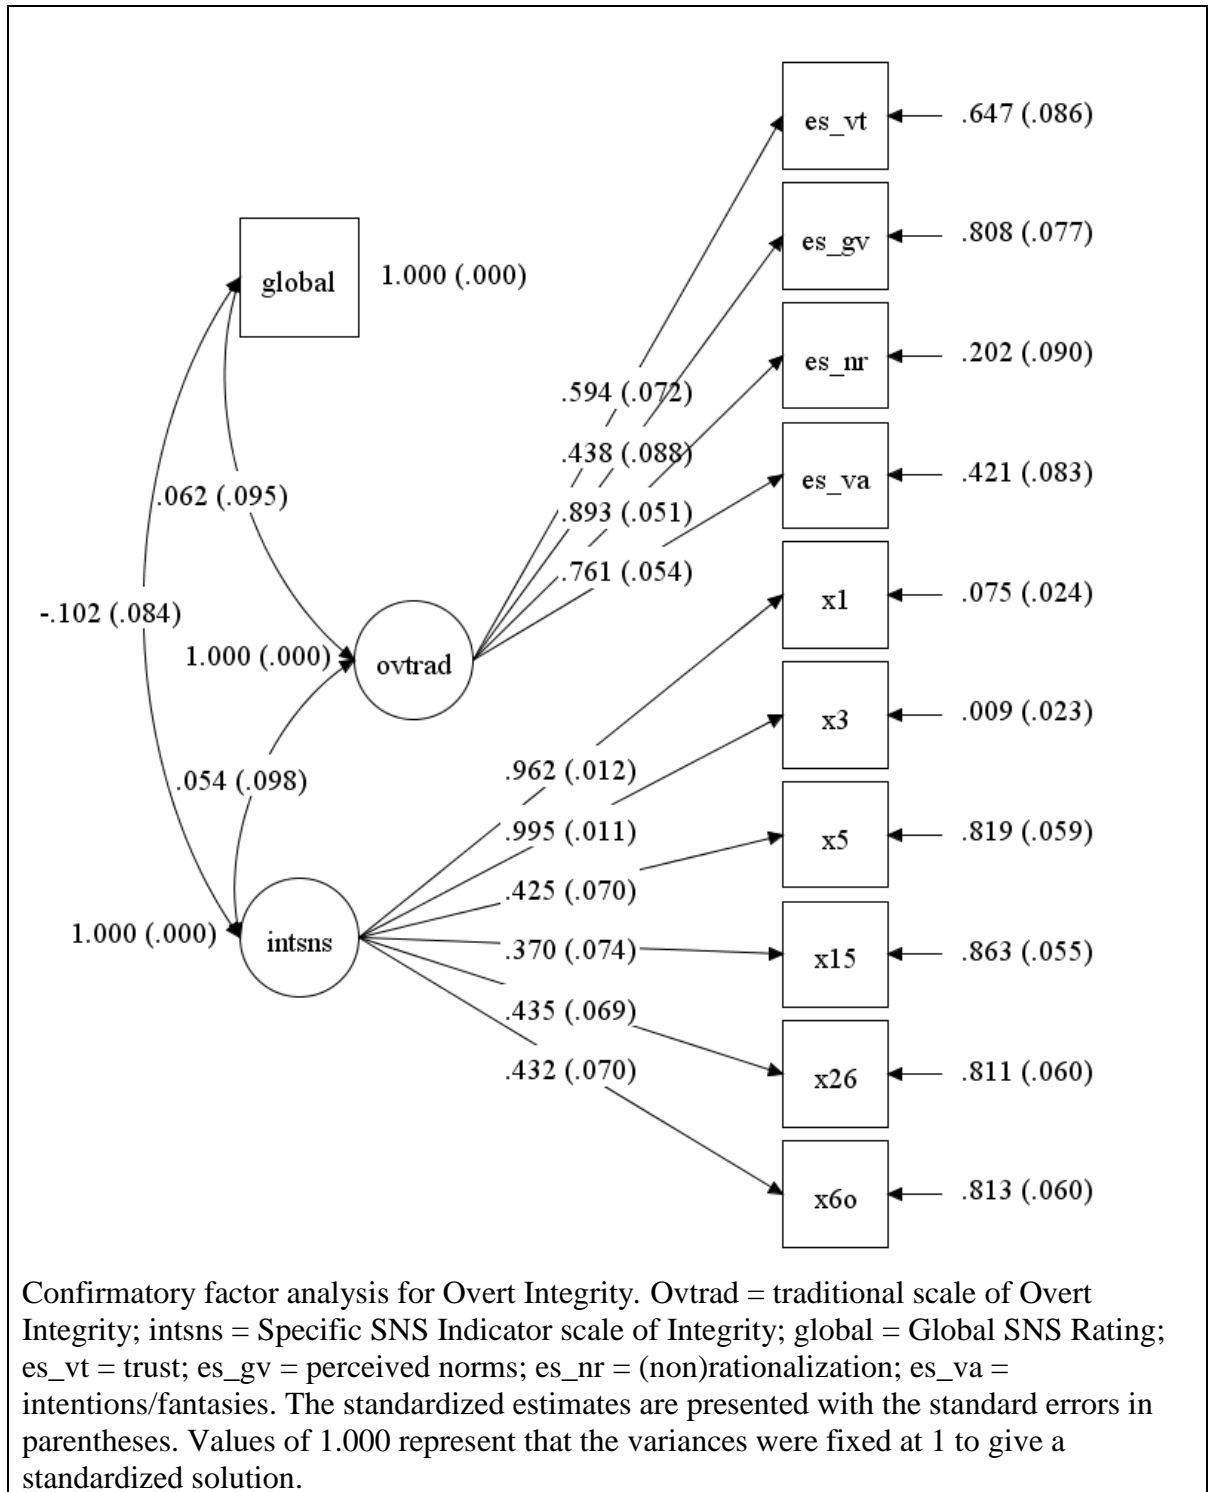 es_vt
.647 (.086)
es_gv
.808 (.077)
global
1.000 (.000)
es_nr
.202 (.090)
.594 (.072)
.438 (.088)
es_va
.421 (.083)
.062 (.095)
.893 (.051)
.761 (.054)
x1
.075 (.024)
-.102 (.084)
1.000 (.000)
ovtrad
x3
.009 (.023)
.054 (.098)
.962 (.012)
.995 (.011)
x5
.819 (.059)
.425 (.070)
1.000 (.000)
intsns
.370 (.074)
x15
.863 (.055)
.435 (.069)
.432 (.070)
x26
.811 (.060)
x6o
.813 (.060)
Confirmatory factor analysis for Overt Integrity. Ovtrad = traditional scale of Overt
Integrity; intsns = Specific SNS Indicator scale of Integrity; global = Global SNS Rating;
es_vt = trust; es_gv = perceived norms; es_nr = (non)rationalization; es_va =
intentions/fantasies. The standardized estimates are presented with the standard errors in
parentheses. Values of 1.000 represent that the variances were fixed at 1 to give a
standardized solution.